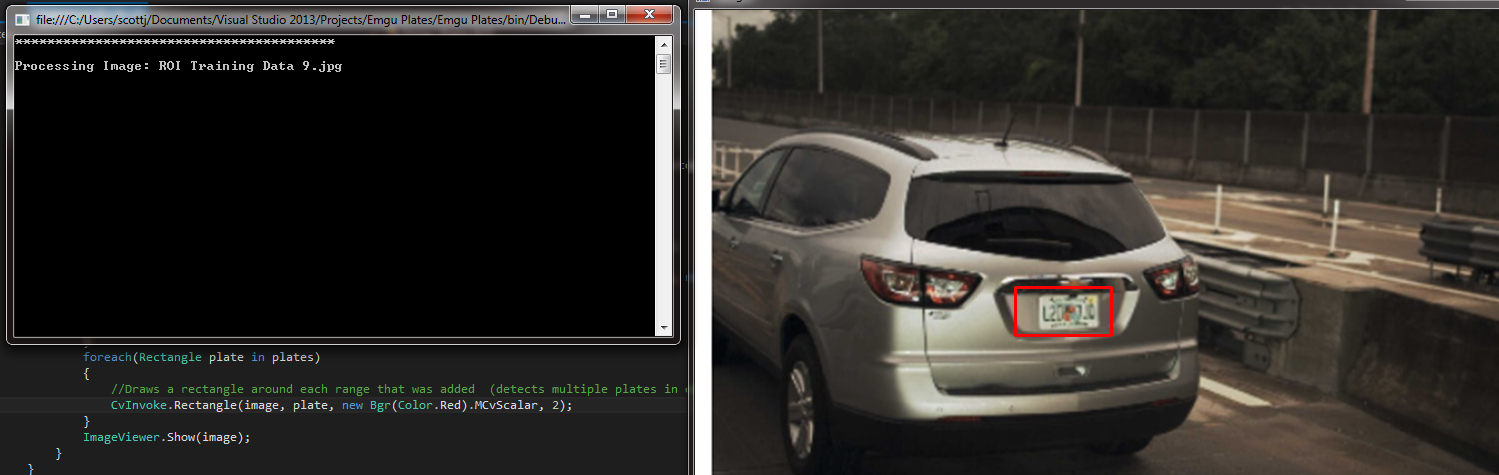 file:///C:/Users/scottj/Documents/Visual Studio 2013/Projects/Emgu Plates/Emgu Plates/bin/Debu...
****************************************
Processing Image: ROI Training Data 9.jpg
foreach(Rectangle plate in plates)
{
//Draws a rectangle around each range that was added  (detects multiple plates in
CvInvoke.Rectangle(image, plate, new Bgr(Color.Red).MCvScalar, 2);
}
ImageViewer.Show(image);
}
}